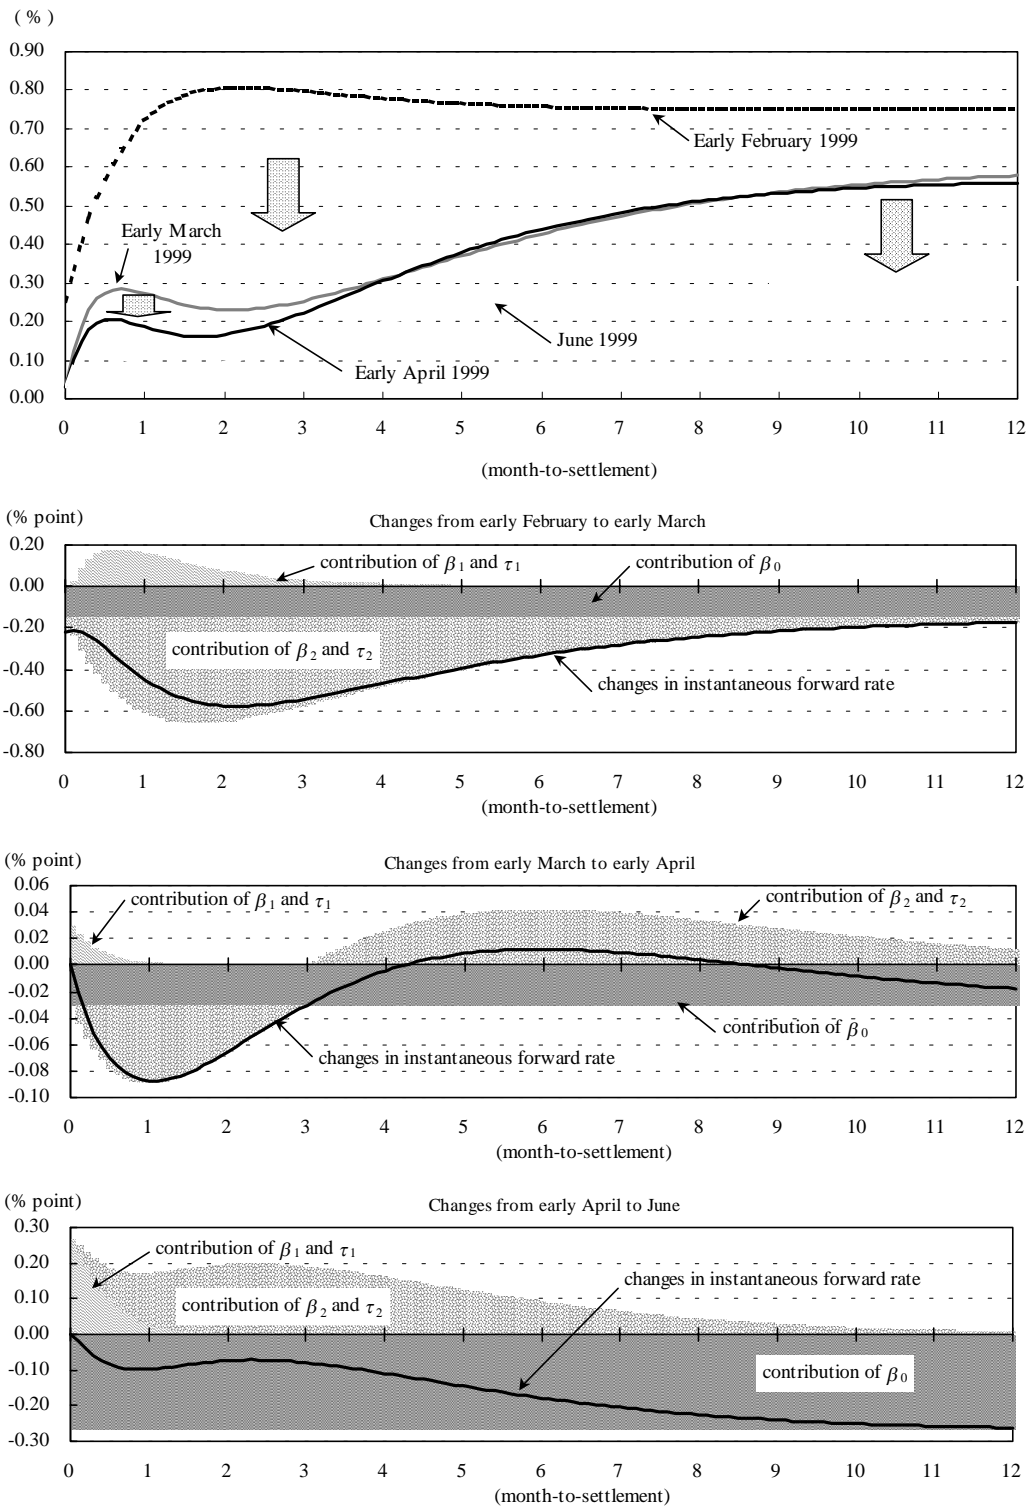 ( % )
0.90
0.80
0.70
0.60
0.50
0.40
0.30
0.20
0.10
0.00
Early February 1999
Early March
1999
June 1999
Early April 1999
0 1 2 3 4 5 6 7 8 9 10 11 12
(month-to-settlement)
(% point)
Changes from early February to early March
0.20
0.00
-0.20
-0.40
-0.60
-0.80
contribution of β1 and τ1
contribution of β0
contribution of β2 and τ2
changes in instantaneous forward rate
0 1 2 3 4 5 6 7 8 9 10 11 12
(month-to-settlement)
(% point)
Changes from early March to early April
0.06
0.04
0.02
0.00
-0.02
-0.04
-0.06
-0.08
-0.10
contribution of β1 and τ1
contribution of β2 and τ2
contribution of β0
changes in instantaneous forward rate
0 1 2 3 4 5 6 7 8 9 10 11 12
(month-to-settlement)
(% point)
Changes from early April to June
0.30
0.20
0.10
0.00
-0.10
-0.20
-0.30
contribution of β1 and τ1
changes in instantaneous forward rate
contribution of β2 and τ2
contribution of β0
0 1 2 3 4 5 6 7 8 9 10 11 12
(month-to-settlement)